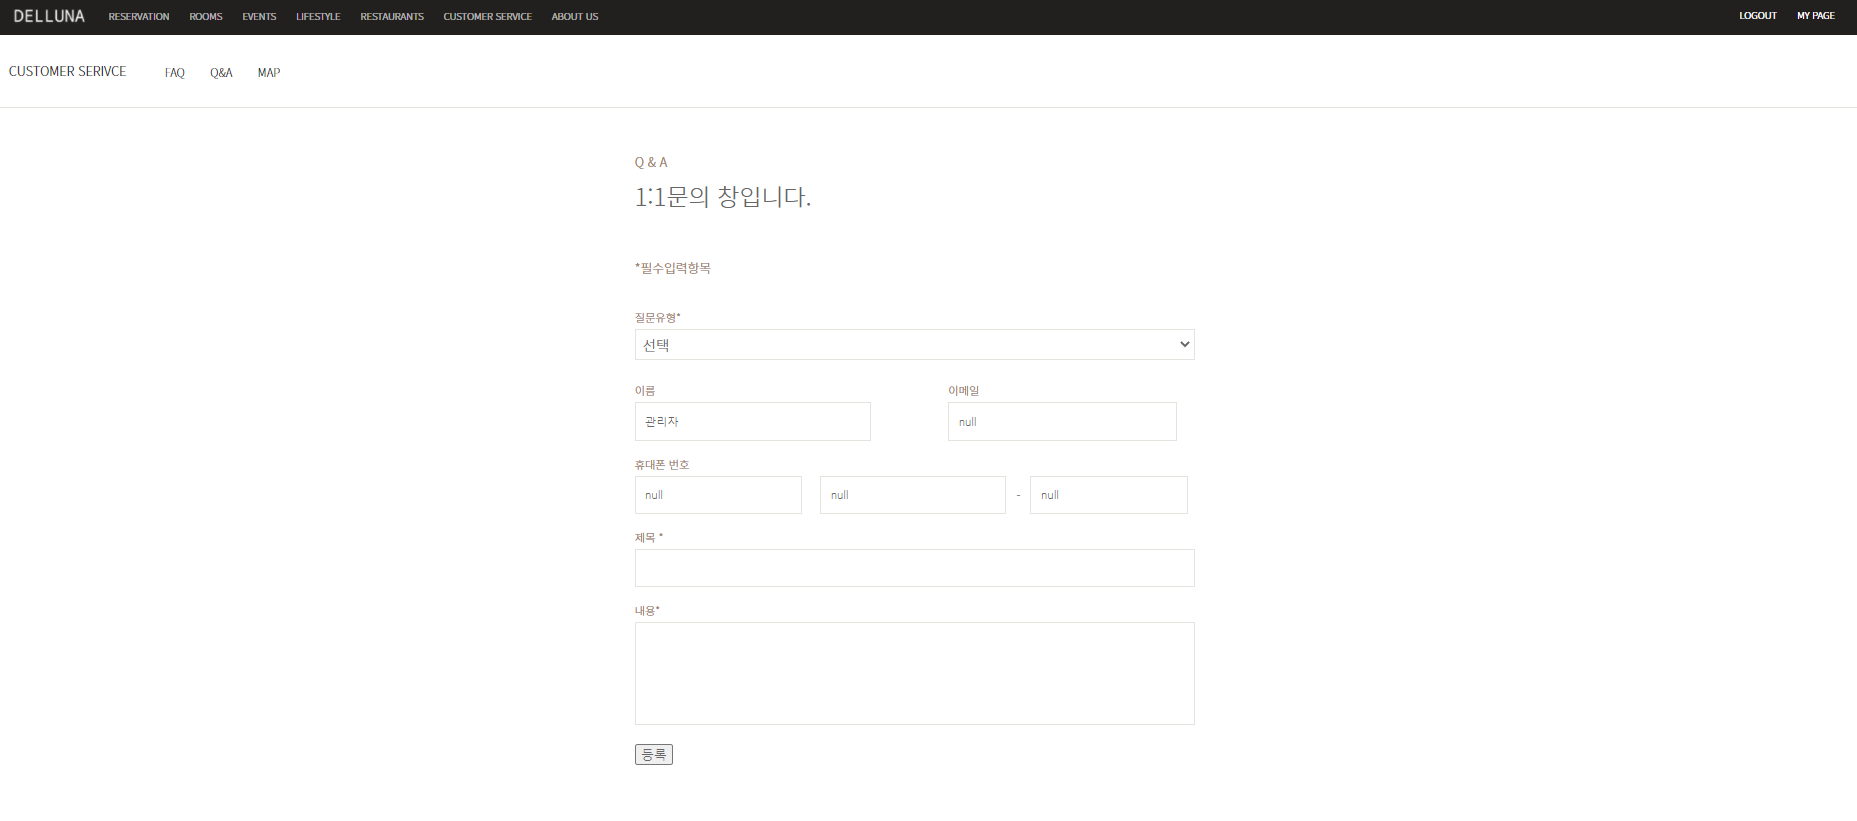 DELLUNA RESERVATION ROOMS EVENTS LIFESTYLE RESTAURANTS CUSTOMER SERVICE ABOUT US LOGOUT MY PAGE
CUSTOMER SERIVCE FAQ Q&A MAP
Q & A
1:1문의 창입니다.
*필수입력항목
질문유형*
선택
이름 이메일
관리자 null
휴대폰 번호
null null - null
제목 *
내용*
등록